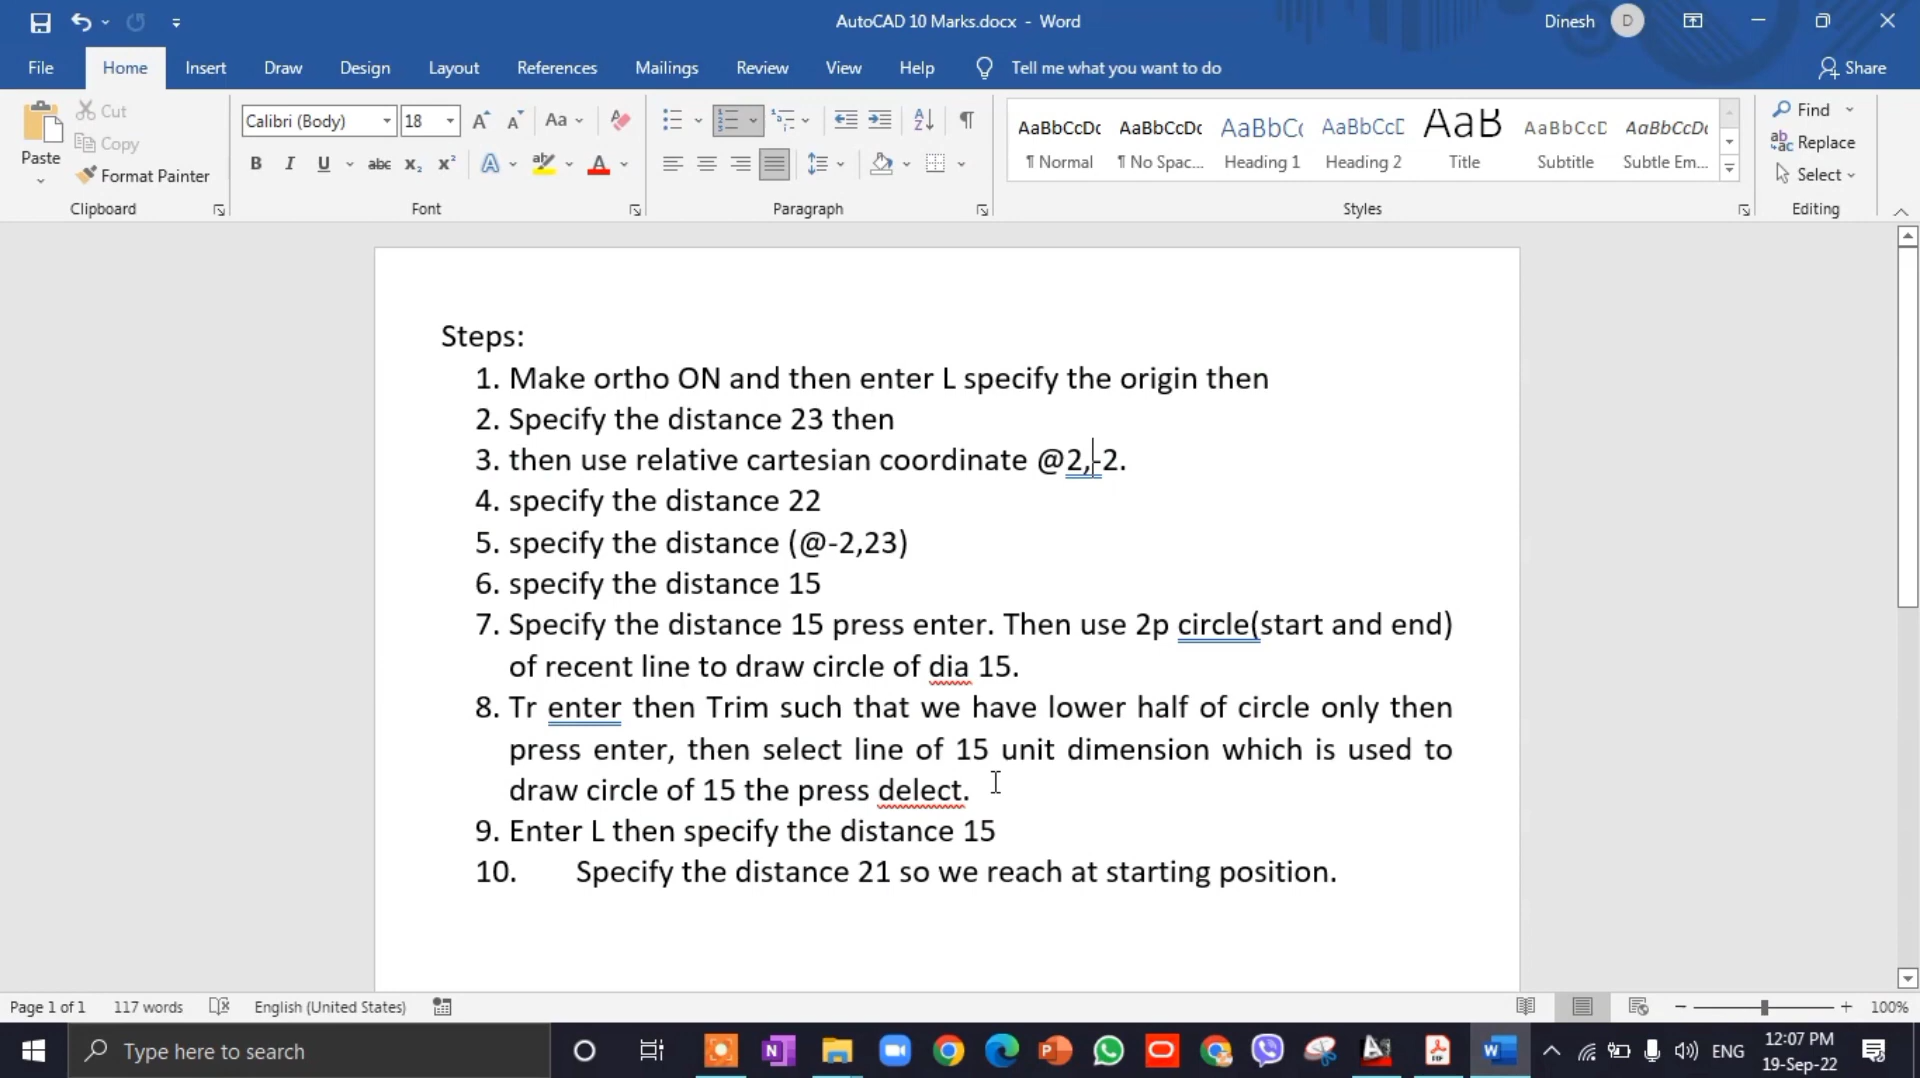 AutoCAD 10 Marks.docx - Word
Dinesh
D
File Home Insert Draw Design Layout References Mailings Review View Help Tell me what you want to do
Share
Paste
Cut
Copy
Format Painter
Clipboard
Calibri (Body) 18
Font
Paragraph
AaBbCcDc AaBbCcDc AaBbCc AaBbCcD AaB AaBbCcD AaBbCcDc
¶ Normal ¶ No Spac... Heading 1 Heading 2 Title Subtitle Subtle Em...
Styles
Find
Replace
Select
Editing
Steps:
1. Make ortho ON and then enter L specify the origin then
2. Specify the distance 23 then
3. then use relative cartesian coordinate @2,-2.
4. specify the distance 22
5. specify the distance (@-2,23)
6. specify the distance 15
7. Specify the distance 15 press enter. Then use 2p circle(start and end)
of recent line to draw circle of dia 15.
8. Tr enter then Trim such that we have lower half of circle only then
press enter, then select line of 15 unit dimension which is used to
draw circle of 15 the press delect.
9. Enter L then specify the distance 15
10. Specify the distance 21 so we reach at starting position.
Page 1 of 1 117 words English (United States)
100%
Type here to search
ENG
12:07 PM
19-Sep-22